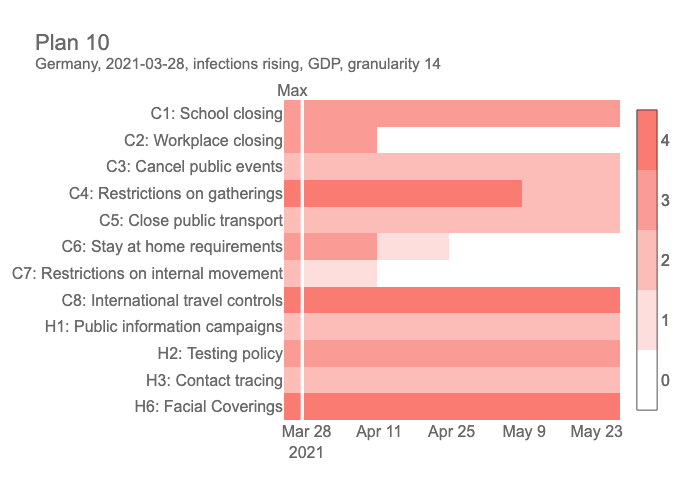 Plan 10
Germany, 2021-03-28, infections rising, GDP, granularity 14
Max
C1: School closing
C2: Workplace closing
C3: Cancel public events
C4: Restrictions on gatherings
C5: Close public transport
C6: Stay at home requirements
C7: Restrictions on internal movement
C8: International travel controls
H1: Public information campaigns
H2: Testing policy
H3: Contact tracing
H6: Facial Coverings
Mar 28 Apr 11 Apr 25 May 9 May 23
2021
4
3
2
1
0